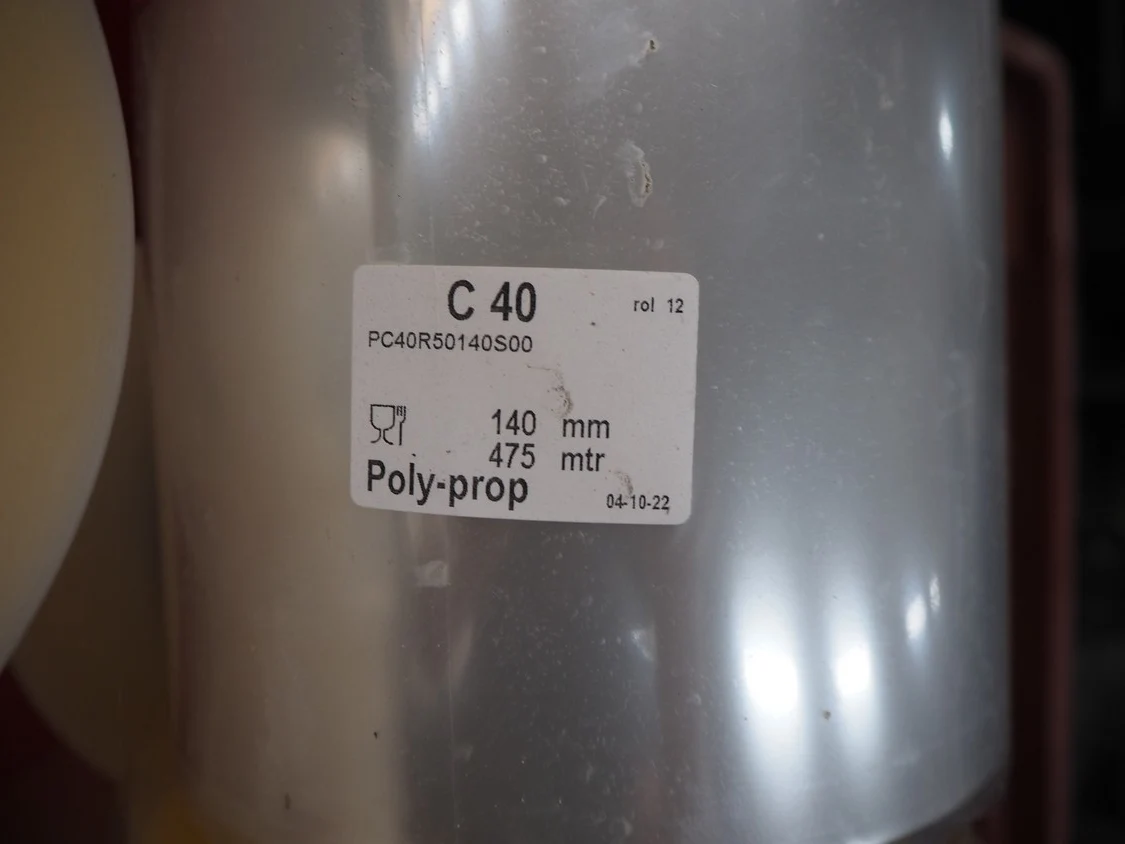 C 40
rol 12
PC40R50140S00
140 mm
475 mtr
Poly-prop
04-10-22